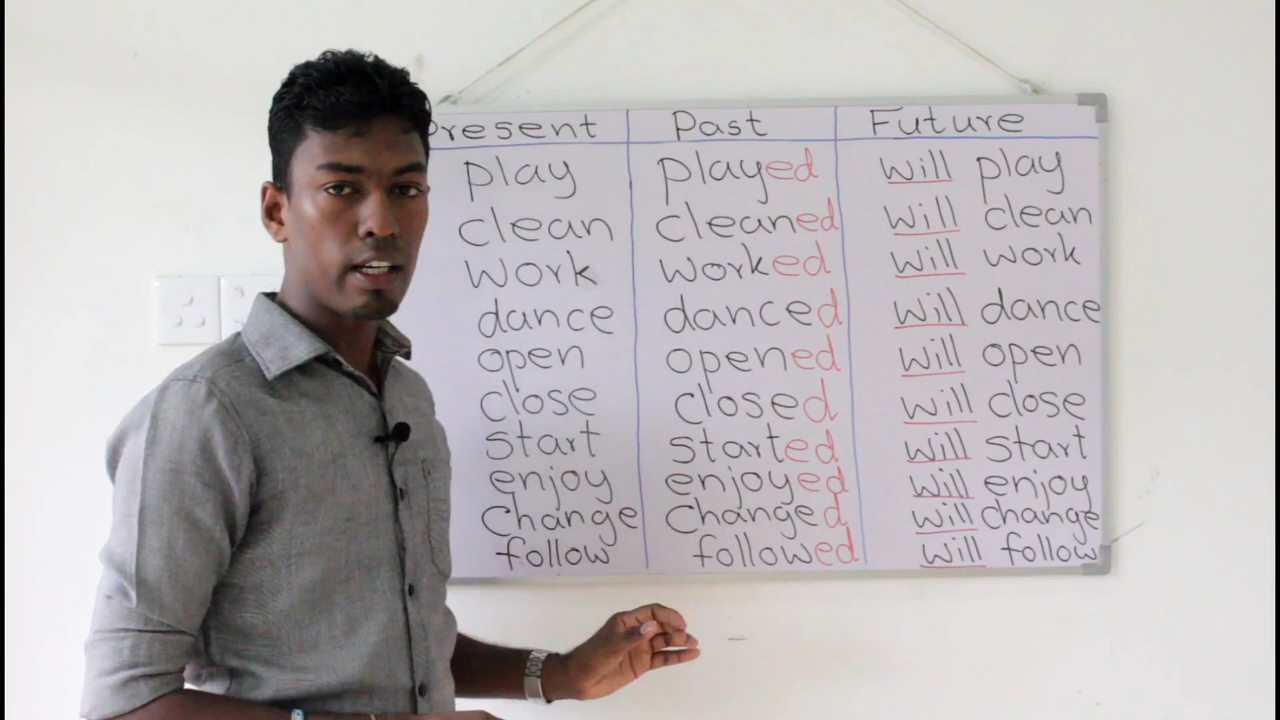 Present Past Future
play played will play
clean cleaned will clean
work worked will work
dance danced will dance
open opened will open
close closed will close
start started will start
enjoy enjoyed will enjoy
Change Changed will change
follow followed will follow